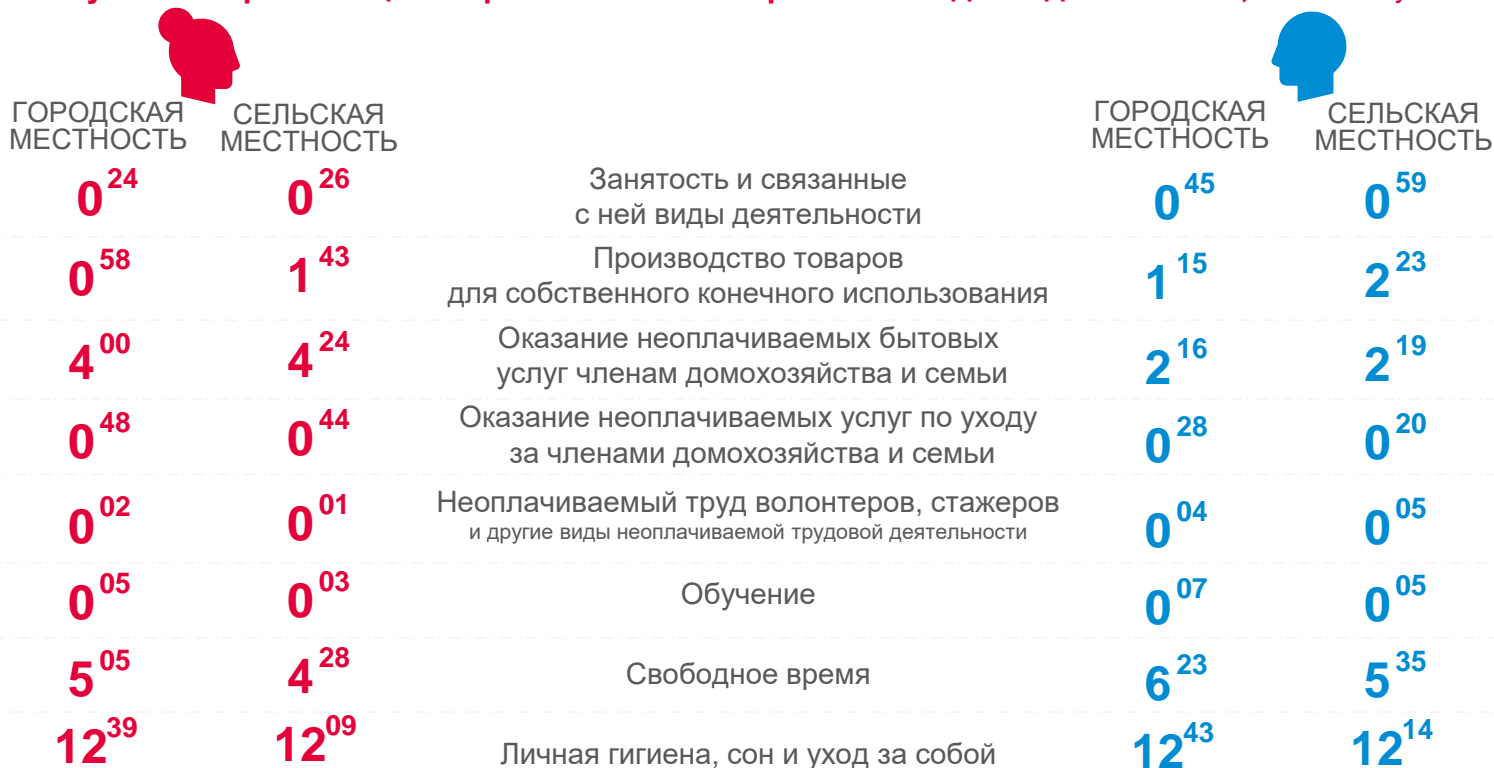 ГОРОДСКАЯ МЕСТНОСТЬ
СЕЛЬСКАЯ МЕСТНОСТЬ
ГОРОДСКАЯ МЕСТНОСТЬ
СЕЛЬСКАЯ МЕСТНОСТЬ
0 24 0 26 Занятость и связанные 0 45 0 59
с ней виды деятельности
0 58 1 43 Производство товаров 1 15 2 23
для собственного конечного использования
4 00 4 24 Оказание неоплачиваемых бытовых 2 16 2 19
услуг членам домохозяйства и семьи
0 48 0 44 Оказание неоплачиваемых услуг по уходу 0 28 0 20
за членами домохозяйства и семьи
0 02 0 01 Неоплачиваемый труд волонтеров, стажеров 0 04 0 05
и другие виды неоплачиваемой трудовой деятельности
0 05 0 03 Обучение 0 07 0 05
5 05 4 28 Свободное время 6 23 5 35
12 39 12 09 Личная гигиена, сон и уход за собой 12 43 12 14